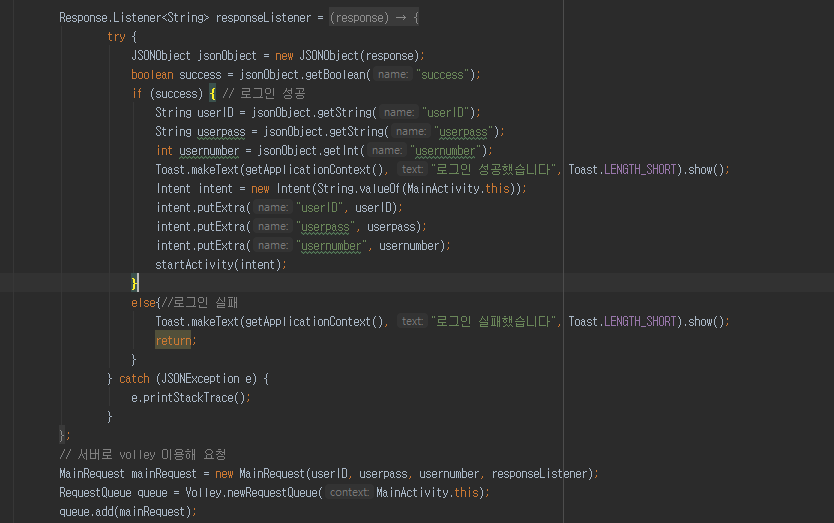 Response.Listener<String> responseListener = (response) → {
try {
JSONObject jsonObject = new JSONObject(response);
boolean success = jsonObject.getBoolean( name: "success");
if (success) { // 로그인 성공
String userID = jsonObject.getString( name: "userID");
String userpass = jsonObject.getString( name: "userpass");
int usernumber = jsonObject.getInt( name: "usernumber");
Toast.makeText(getApplicationContext(), text: "로그인 성공했습니다", Toast.LENGTH_SHORT).show();
Intent intent = new Intent(String.valueOf(MainActivity.this));
intent.putExtra( name: "userID", userID);
intent.putExtra( name: "userpass", userpass);
intent.putExtra( name: "usernumber", usernumber);
startActivity(intent);
}
else{//로그인 실패
Toast.makeText(getApplicationContext(), text: "로그인 실패했습니다", Toast.LENGTH_SHORT).show();
return;
}
} catch (JSONException e) {
e.printStackTrace();
}
};
// 서버로 volley 이용해 요청
MainRequest mainRequest = new MainRequest(userID, userpass, usernumber, responseListener);
RequestQueue queue = Volley.newRequestQueue( context: MainActivity.this);
queue.add(mainRequest);